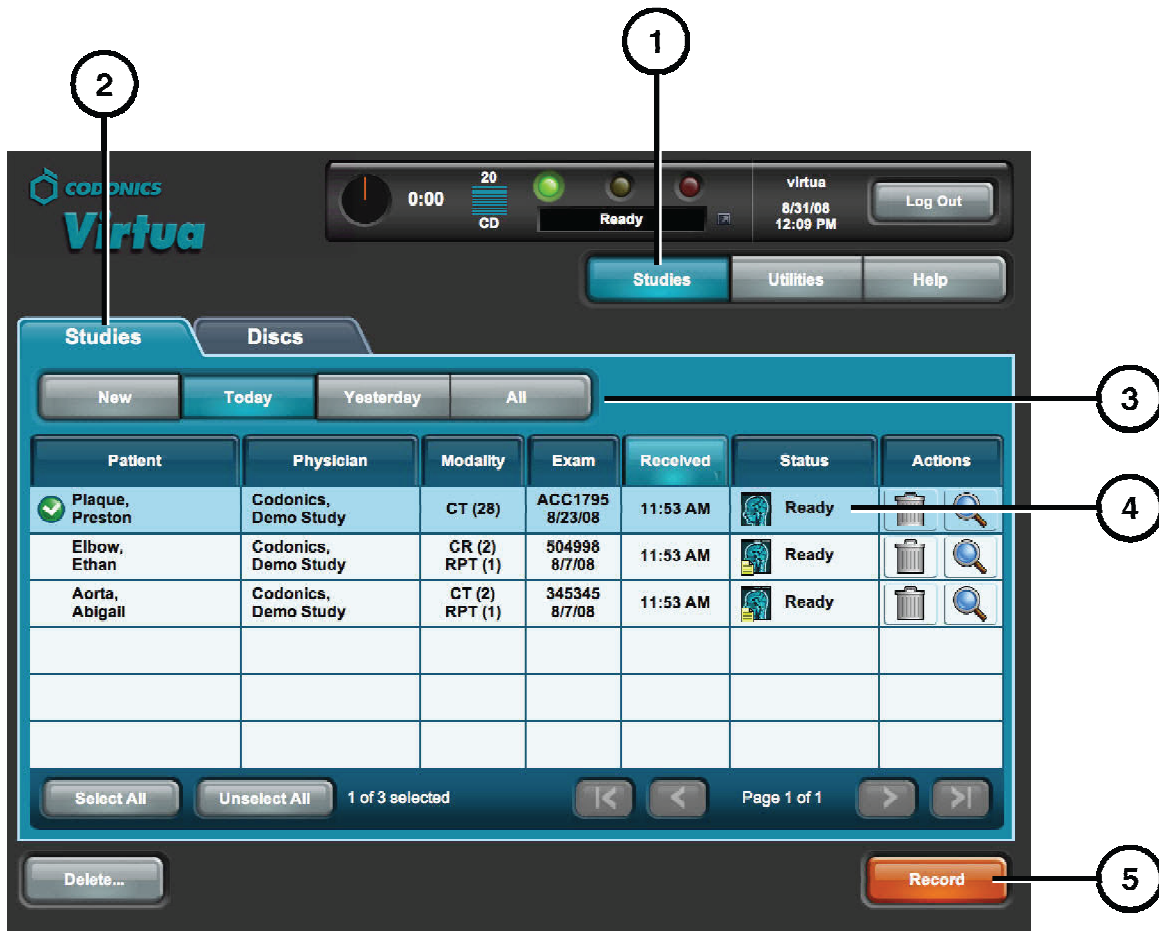 1
2
CODONICS
Virtua
0:00
20
CD
Ready
virtua
8/31/08
12:09 PM
Log Out
Studies
Utilities
Help
Studies
Discs
New
Today
Yesterday
All
3
Patient
Physician
Modality
Exam
Received
Status
Actions
Plaque,
Preston
Codonics,
Demo Study
CT (28)
ACC1795
8/23/08
11:53 AM
Ready
4
Elbow,
Ethan
Codonics,
Demo Study
CR (2)
RPT (1)
504998
8/7/08
11:53 AM
Ready
Aorta,
Abigail
Codonics,
Demo Study
CT (2)
RPT (1)
345345
8/7/08
11:53 AM
Ready
Select All
Unselect All
1 of 3 selected
Page 1 of 1
Delete...
Record
5